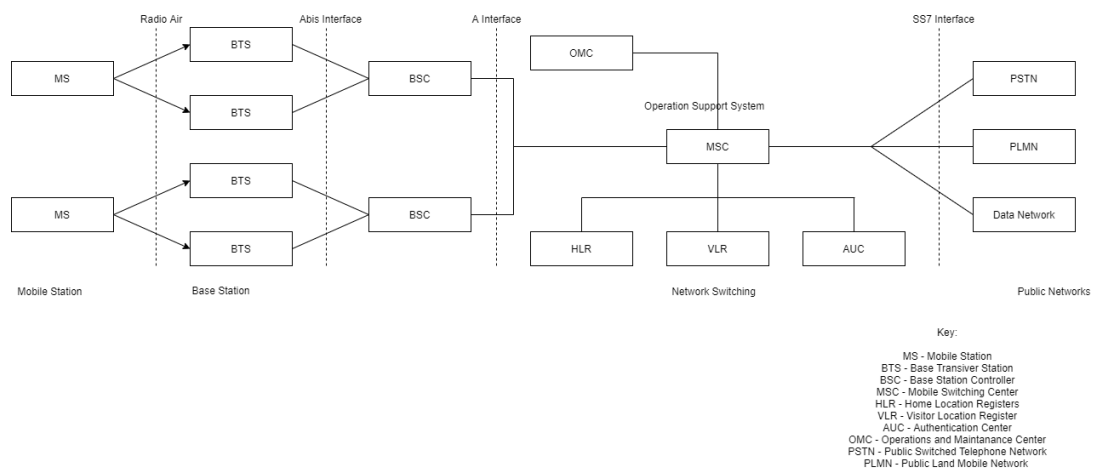 Radio Air
Abis Interface
A Interface
SS7 Interface
BTS
OMC
MS
BSC
PSTN
BTS
Operation Support System
MSC
PLMN
BTS
MS
BSC
Data Network
BTS
HLR
VLR
AUC
Mobile Station
Base Station
Network Switching
Public Networks
Key:
MS - Mobile Station
BTS - Base Transiver Station
BSC - Base Station Controller
MSC - Mobile Switching Center
HLR - Home Location Registers
VLR - Visitor Location Register
AUC - Authentication Center
OMC - Operations and Maintanance Center
PSTN - Public Switched Telephone Network
PLMN - Public Land Mobile Network